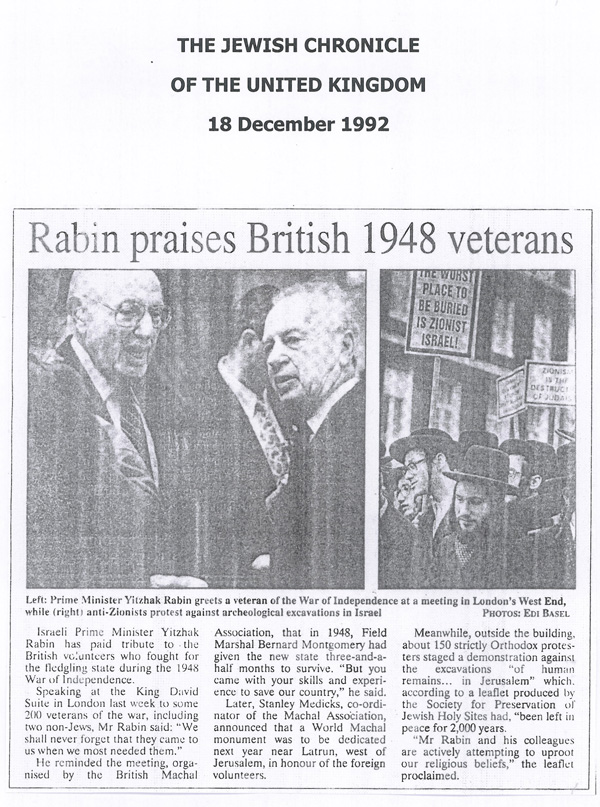 THE JEWISH CHRONICLE
OF THE UNITED KINGDOM
18 December 1992
Rabin praises British 1948 veterans
THE WORST
PLACE TO
BE BURIED
IS ZIONIST
ISRAEL!
ZIONISM
IS THE
DESTRUCT
OF JUDAIS
Left: Prime Minister Yitzhak Rabin greets a veteran of the War of Independence at a meeting in London's West End,
while (right) anti-Zionists protest against archeological excavations in Israel PHOTOS: EDI BASEL
Israeli Prime Minister Yitzhak
Rabin has paid tribute to the
British volunteers who fought for
the fledgling state during the 1948
War of Independence.
Speaking at the King David
Suite in London last week to some
200 veterans of the war, including
two non-Jews, Mr Rabin said: "We
shall never forget that they came to
us when we most needed them."
He reminded the meeting, orga-
nised by the British Machal
Association, that in 1948, Field
Marshal Bernard Montgomery had
given the new state three-and-a-
half months to survive. "But you
came with your skills and experi-
ence to save our country," he said.
Later, Stanley Medicks, co-ordi-
nator of the Machal Association,
announced that a World Machal
monument was to be dedicated
next year near Latrun, west of
Jerusalem, in honour of the foreign
volunteers.
Meanwhile, outside the building,
about 150 strictly Orthodox protes-
ters staged a demonstration against
the excavations "of human
remains... in Jerusalem" which,
according to a leaflet produced by
the Society for Preservation of
Jewish Holy Sites had, "been left in
peace for 2,000 years.
"Mr Rabin and his colleagues
are actively attempting to uproot
our religious beliefs," the leaflet
proclaimed.